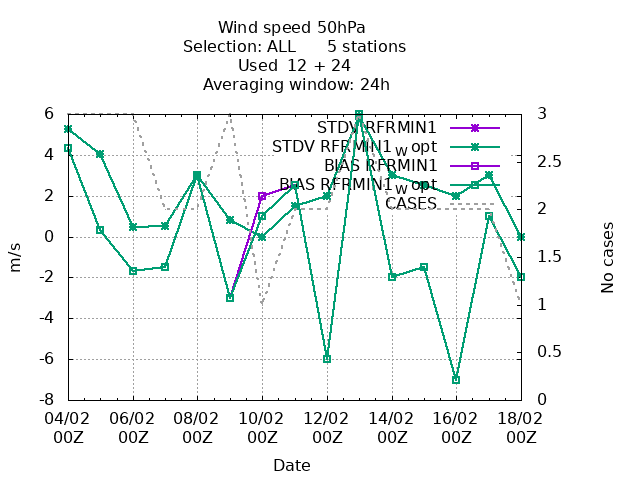 Wind speed 50hPa
Selection: ALL 5 stations
Used 12 + 24
Averaging window: 24h
STDV RFRMIN1
STDV RFRMIN1_w opt
BIAS RFRMIN1
BIAS RFRMIN1_w opt
CASES
6
4
2
0
-2
-4
-6
-8
m/s
3
2.5
2
1.5
1
0.5
0
No cases
04/02 06/02 08/02 10/02 12/02 14/02 16/02 18/02
00Z 00Z 00Z 00Z 00Z 00Z 00Z 00Z
Date